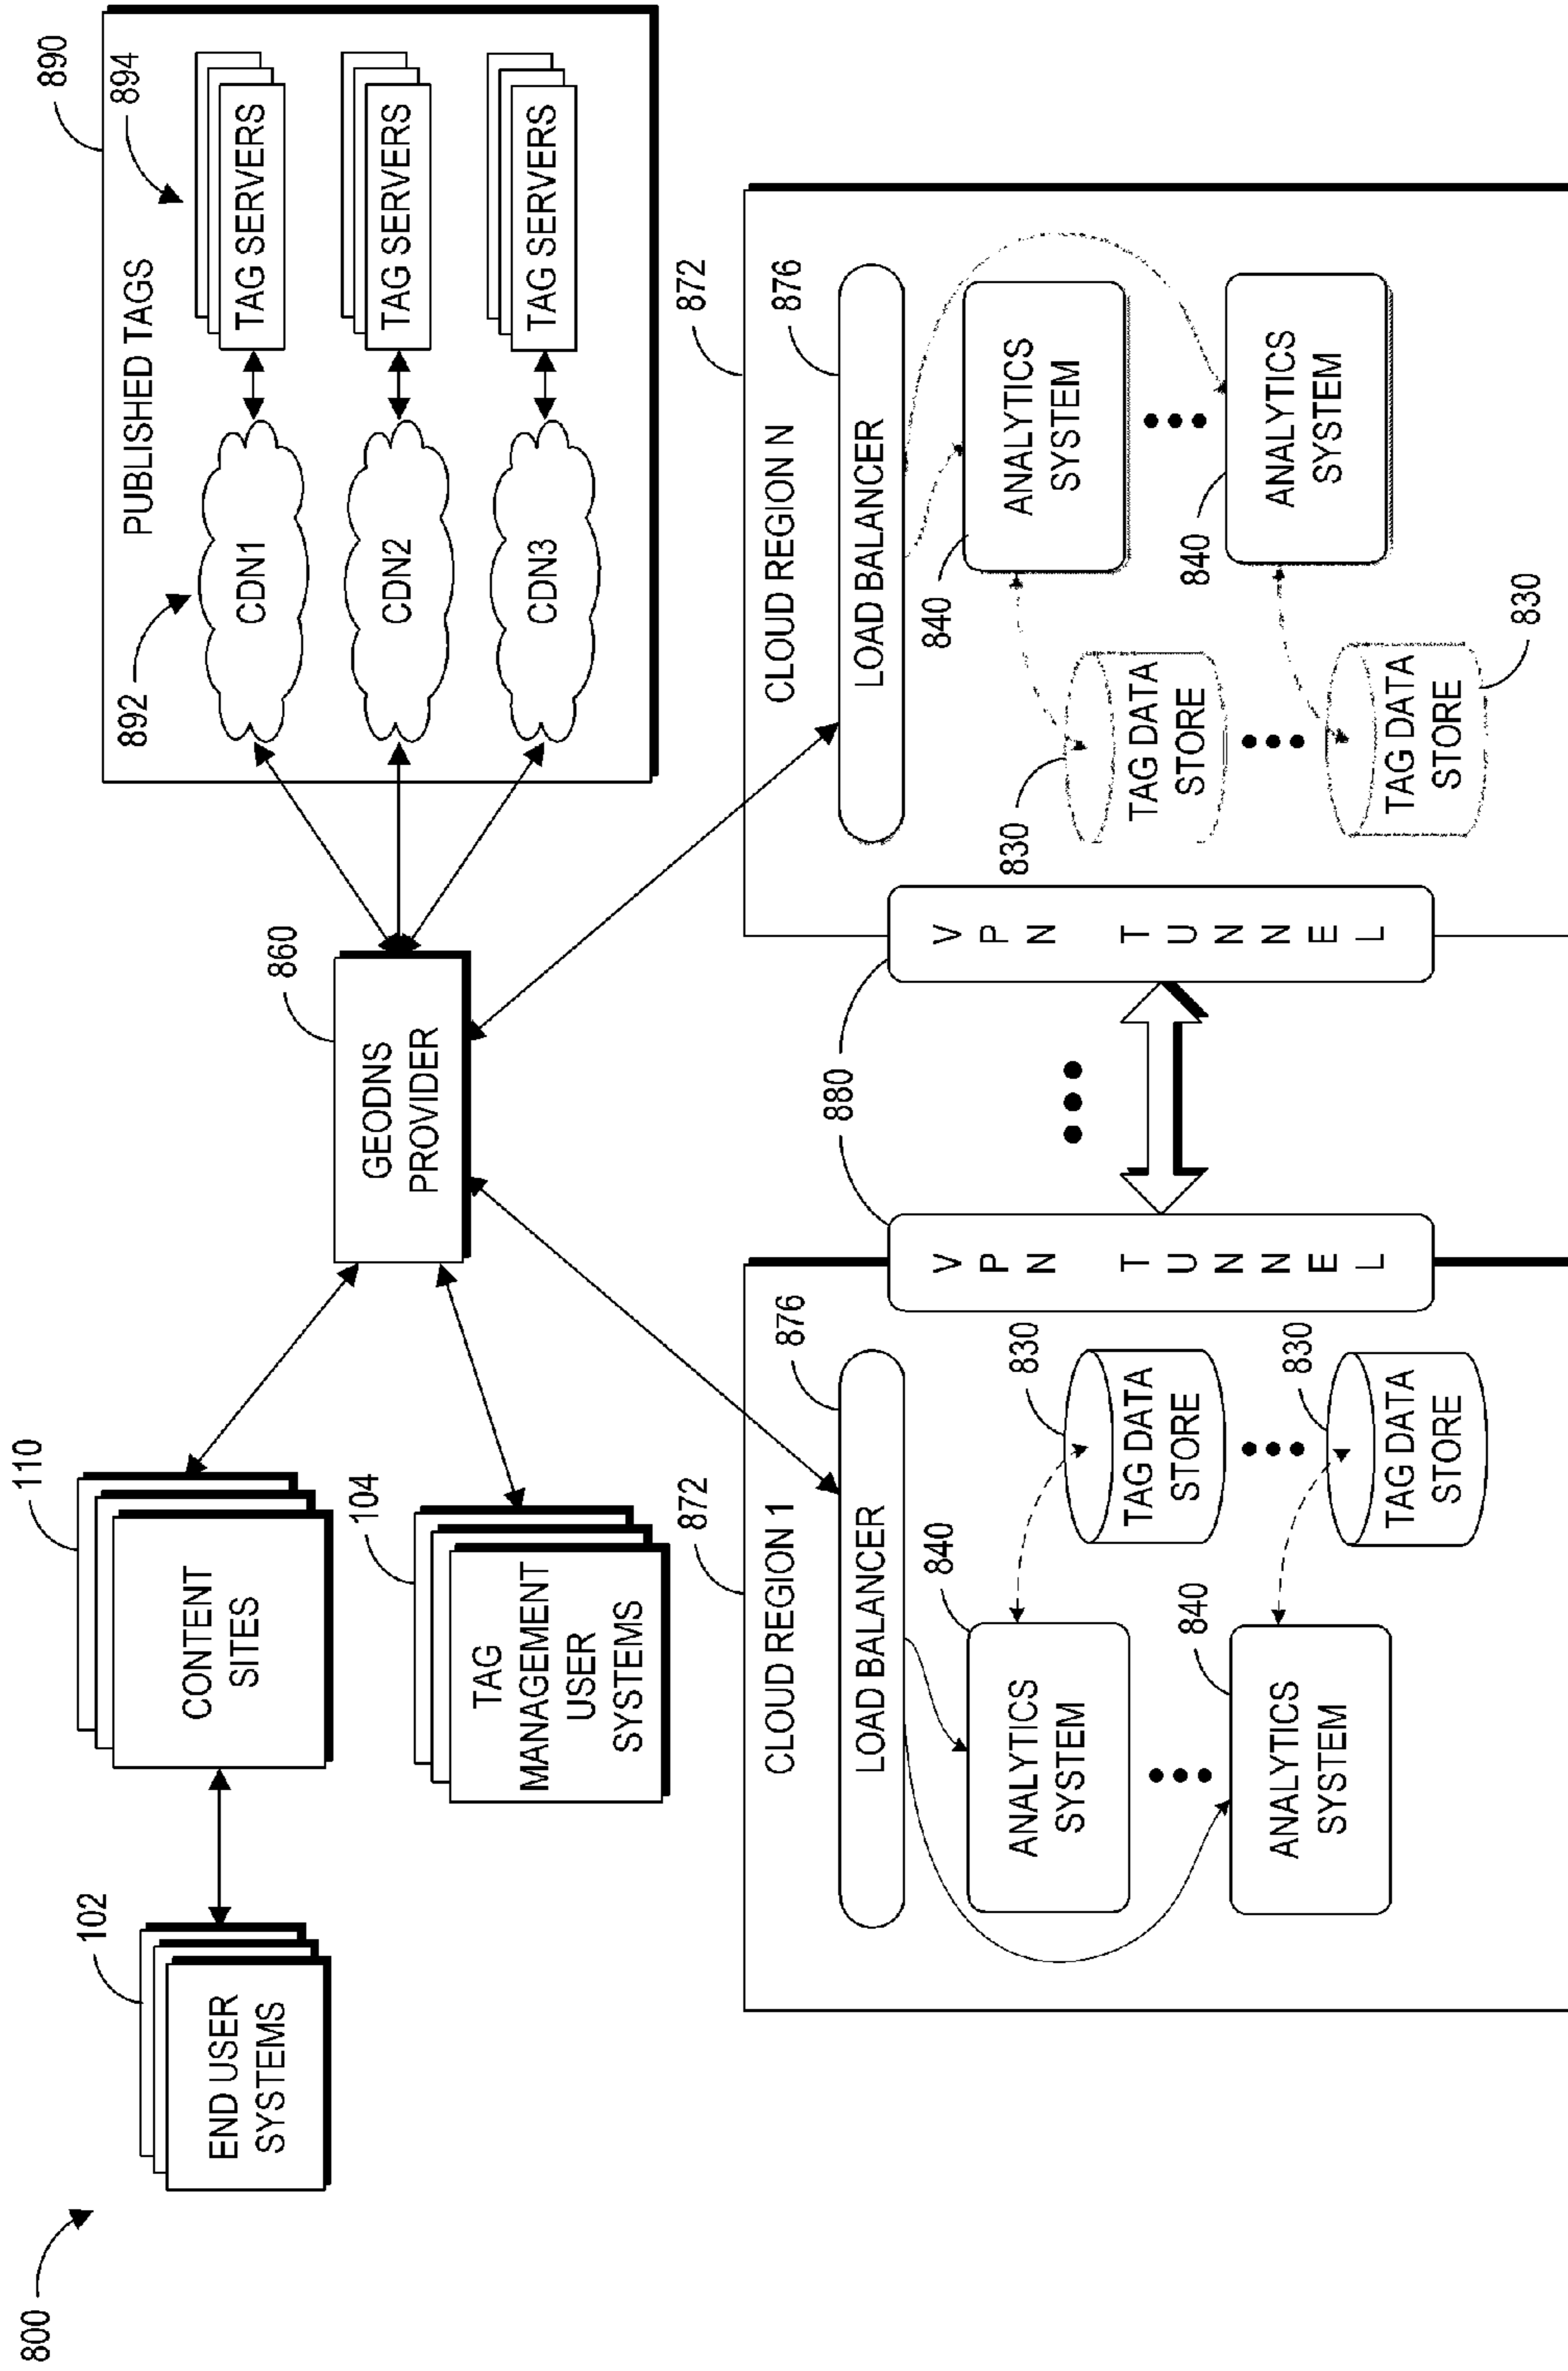 800
102
END USER
SYSTEMS
110
CONTENT
SITES
104
TAG
MANAGEMENT
USER
SYSTEMS
860
GEODNS
PROVIDER
890
PUBLISHED TAGS
892
894
CDN1
TAG SERVERS
CDN2
TAG SERVERS
CDN3
TAG SERVERS
872
CLOUD REGION 1
876
LOAD BALANCER
840
ANALYTICS
SYSTEM
830
TAG DATA
STORE
840
ANALYTICS
SYSTEM
830
TAG DATA
STORE
880
VPN TUNNEL
VPN TUNNEL
872
CLOUD REGION N
876
LOAD BALANCER
830
TAG DATA
STORE
840
ANALYTICS
SYSTEM
830
TAG DATA
STORE
840
ANALYTICS
SYSTEM